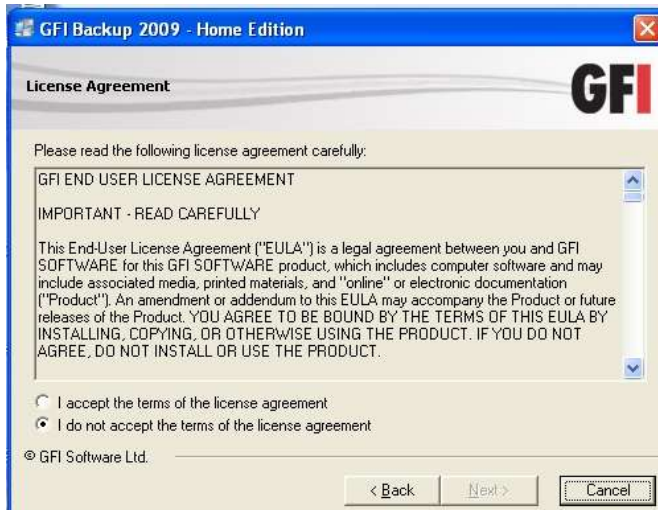 GFI Backup 2009 - Home Edition
License Agreement
GFI
Please read the following license agreement carefully:
GFI END USER LICENSE AGREEMENT
IMPORTANT - READ CAREFULLY
This End-User License Agreement ("EULA") is a legal agreement between you and GFI
SOFTWARE for this GFI SOFTWARE product, which includes computer software and may
include associated media, printed materials, and "online" or electronic documentation
("Product"). An amendment or addendum to this EULA may accompany the Product or future
releases of the Product. YOU AGREE TO BE BOUND BY THE TERMS OF THIS EULA BY
INSTALLING, COPYING, OR OTHERWISE USING THE PRODUCT. IF YOU DO NOT
AGREE, DO NOT INSTALL OR USE THE PRODUCT.
I accept the terms of the license agreement
I do not accept the terms of the license agreement
© GFI Software Ltd.
< Back Next > Cancel